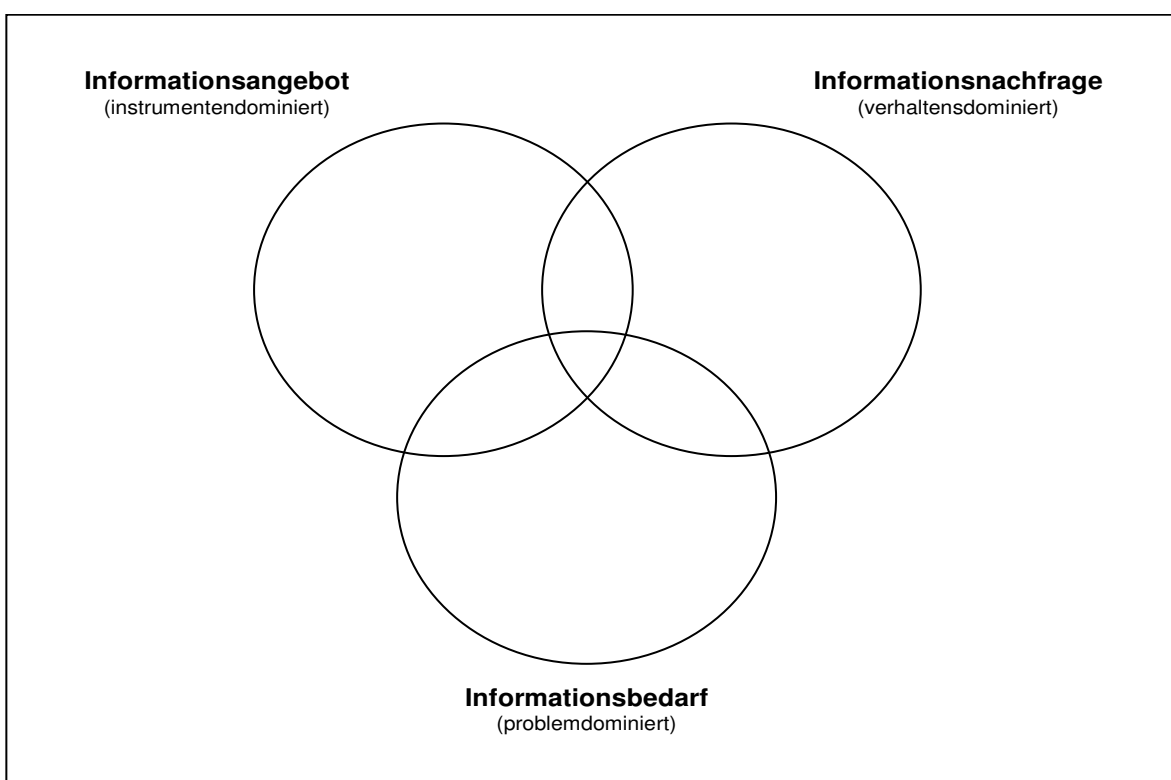 Informationsangebot
(instrumentendominiert)
Informationsnachfrage
(verhaltensdominiert)
Informationsbedarf
(problemdominiert)